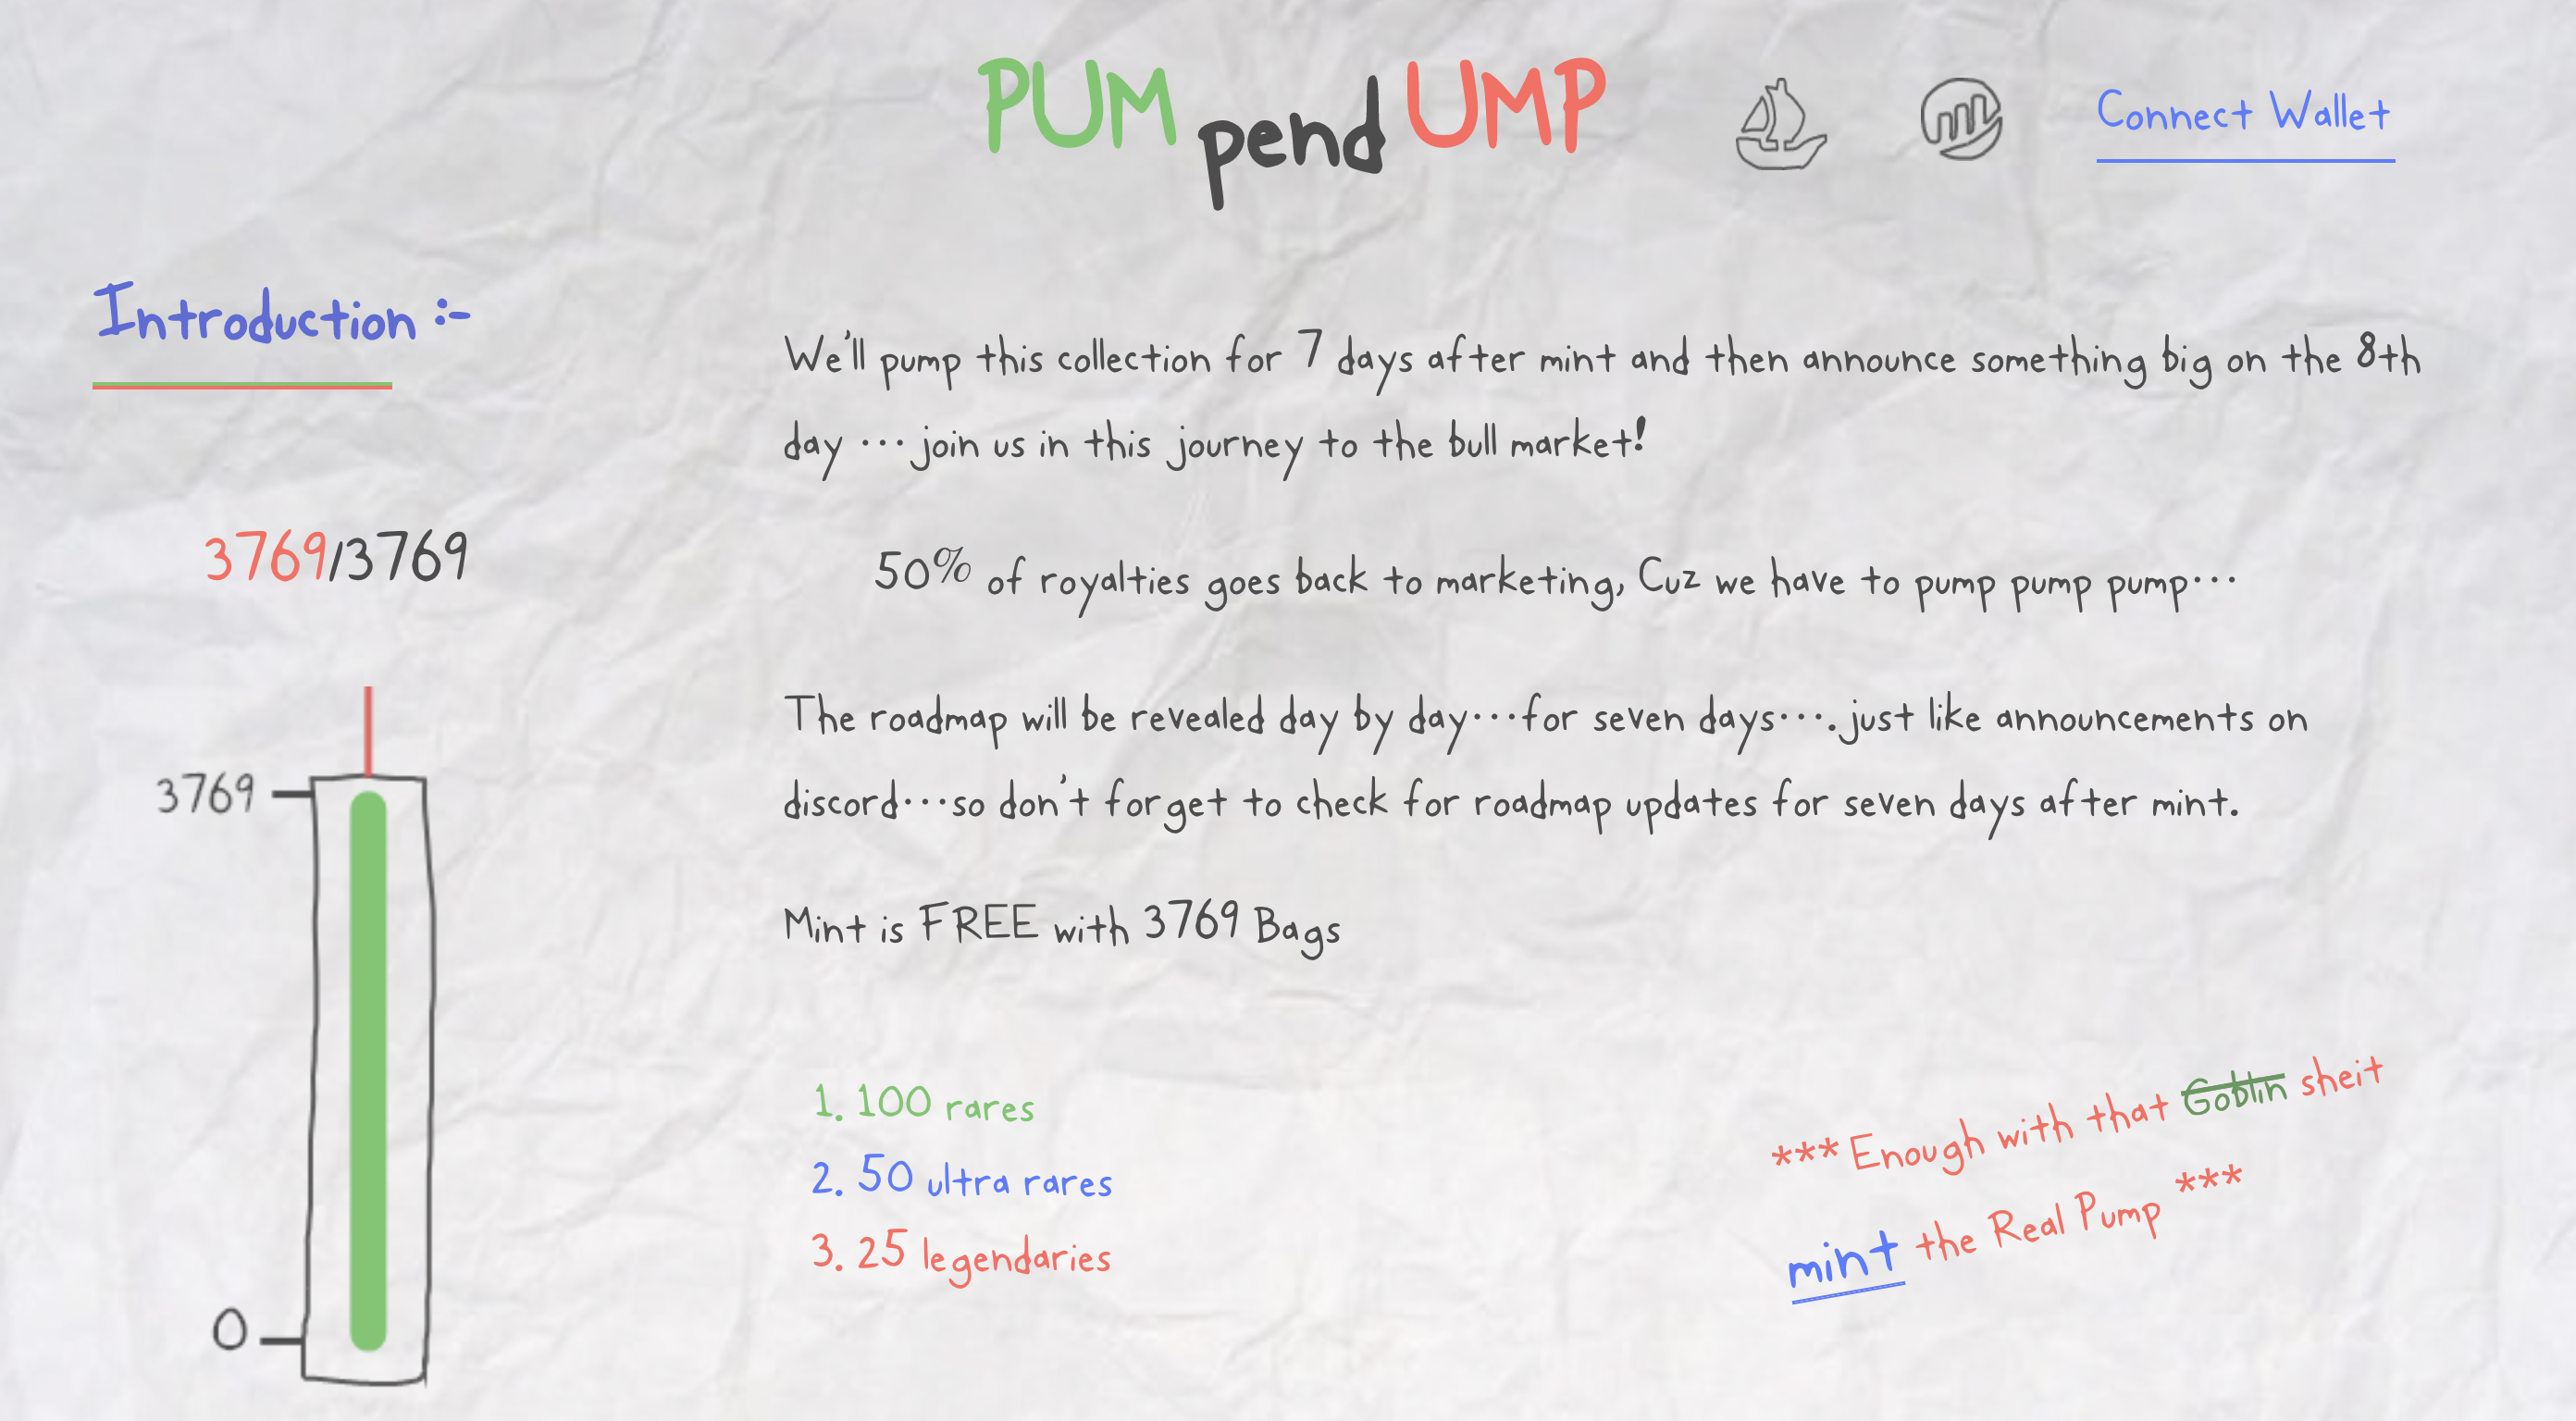 PUM pend UMP
Connect Wallet
Introduction :-
We'll pump this collection for 7 days after mint and then announce something big on the 8th
day ...join us in this journey to the bull market!
3769/3769
50% of royalties goes back to marketing, Cuz we have to pump pump pump...
The roadmap will be revealed day by day...for seven days....just like announcements on
discord...so don't forget to check for roadmap updates for seven days after mint.
3769
Mint is FREE with 3769 Bags
1. 100 rares
2. 50 ultra rares
3. 25 legendaries
0
*** Enough with that Goblin sheit
mint the Real Pump ***